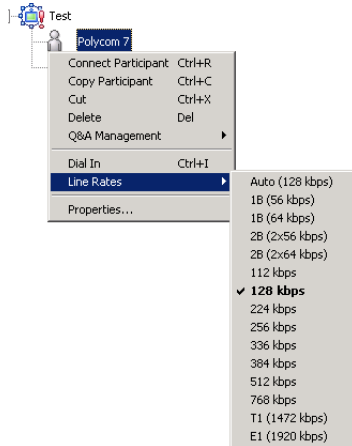 Test
Polycom 7
Connect Participant Ctrl+R
Copy Participant Ctrl+C
Cut Ctrl+X
Delete Del
Q&A Management
Dial In Ctrl+I
Line Rates
Properties...
Auto (128 kbps)
1B (56 kbps)
1B (64 kbps)
2B (2x56 kbps)
2B (2x64 kbps)
112 kbps
128 kbps
224 kbps
256 kbps
336 kbps
384 kbps
512 kbps
768 kbps
T1 (1472 kbps)
E1 (1920 kbps)